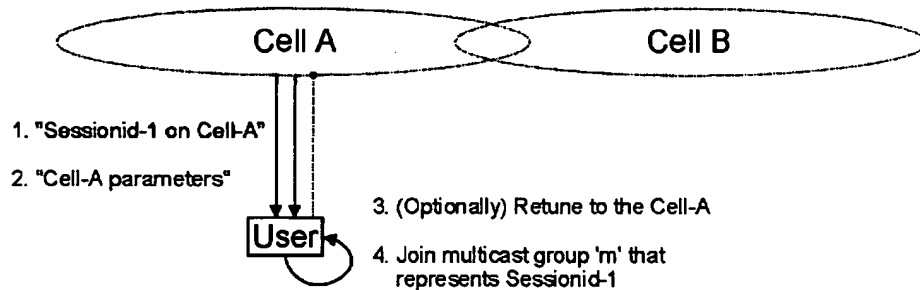 Cell A
Cell B
1. "Sessionid-1 on Cell-A"
2. "Cell-A parameters"
User
3. (Optionally) Retune to the Cell-A
4. Join multicast group 'm' that
represents Sessionid-1